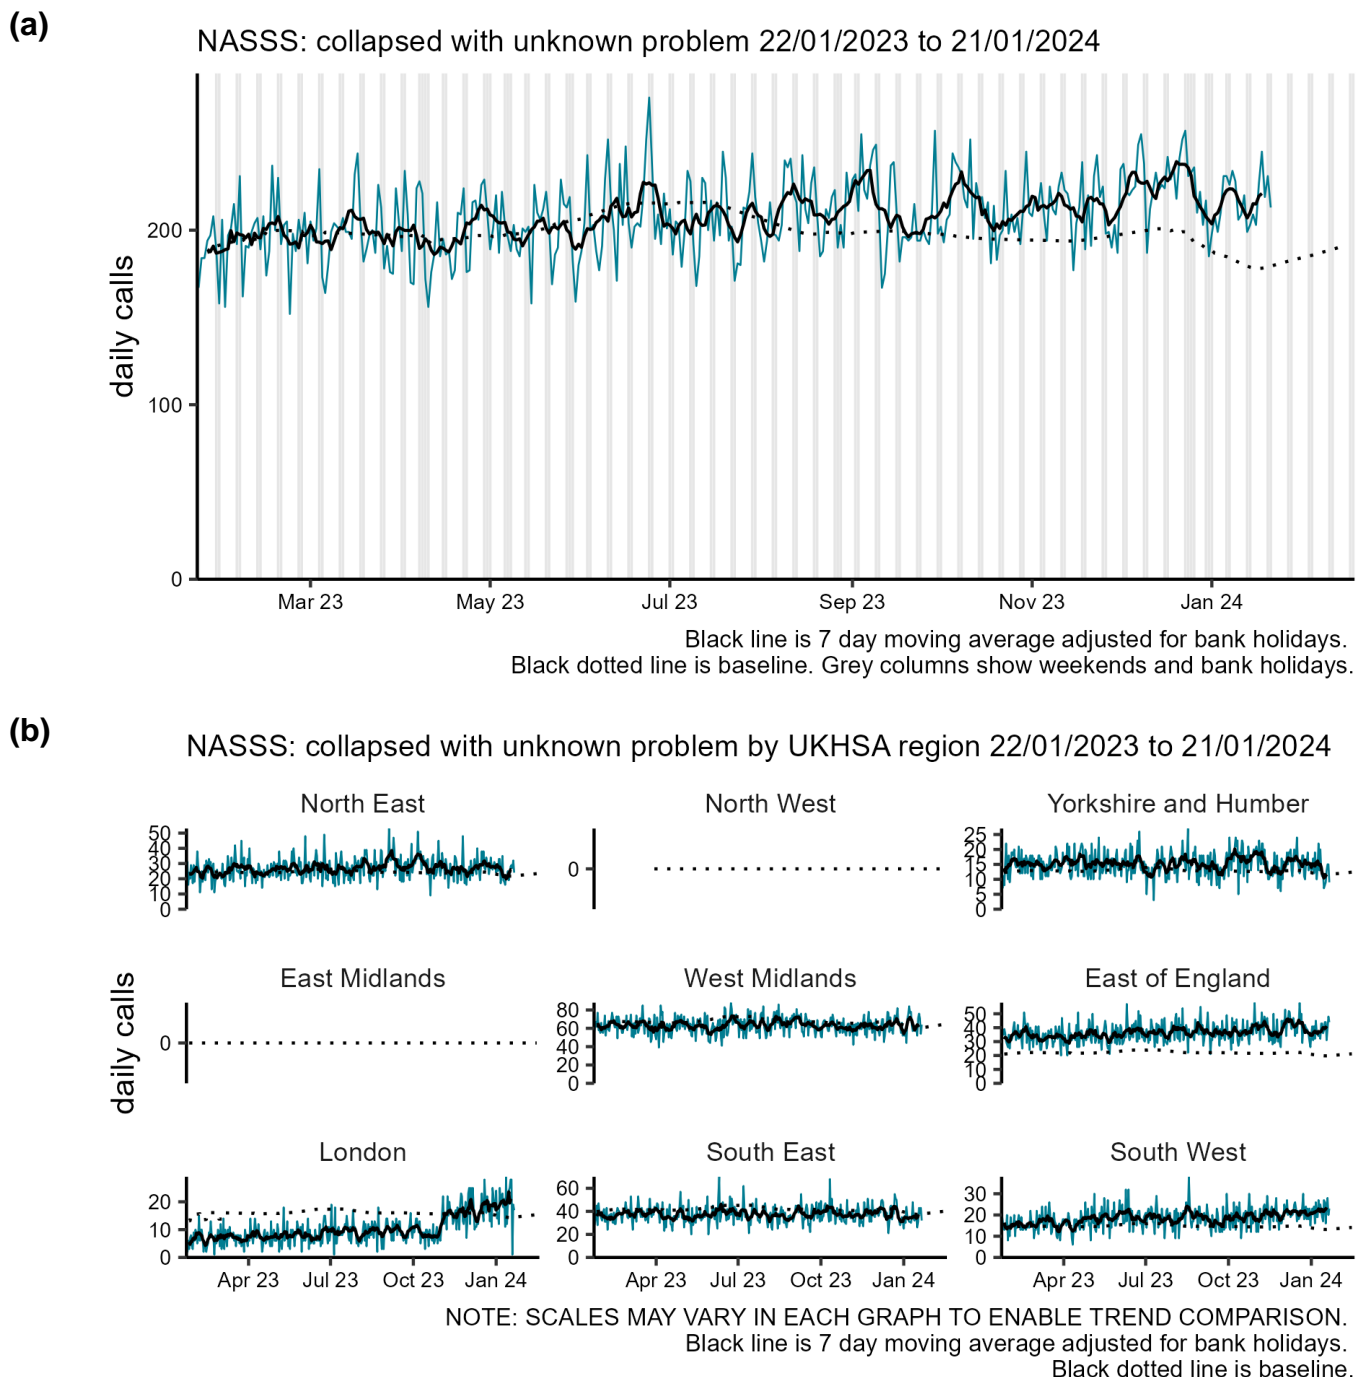 (a)
NASSS: collapsed with unknown problem 22/01/2023 to 21/01/2024
daily calls
200
100
0
Mar 23 May 23 Jul 23 Sep 23 Nov 23 Jan 24
Black line is 7 day moving average adjusted for bank holidays.
Black dotted line is baseline. Grey columns show weekends and bank holidays.
(b)
NASSS: collapsed with unknown problem by UKHSA region 22/01/2023 to 21/01/2024
daily calls
North East
50
40
30
20
10
0
North West
0
Yorkshire and Humber
25
20
15
10
5
0
East Midlands
0
West Midlands
80
60
40
20
0
East of England
50
40
30
20
10
0
London
20
10
0
Apr 23 Jul 23 Oct 23 Jan 24
South East
60
40
20
0
Apr 23 Jul 23 Oct 23 Jan 24
South West
30
20
10
0
Apr 23 Jul 23 Oct 23 Jan 24
NOTE: SCALES MAY VARY IN EACH GRAPH TO ENABLE TREND COMPARISON.
Black line is 7 day moving average adjusted for bank holidays.
Black dotted line is baseline.